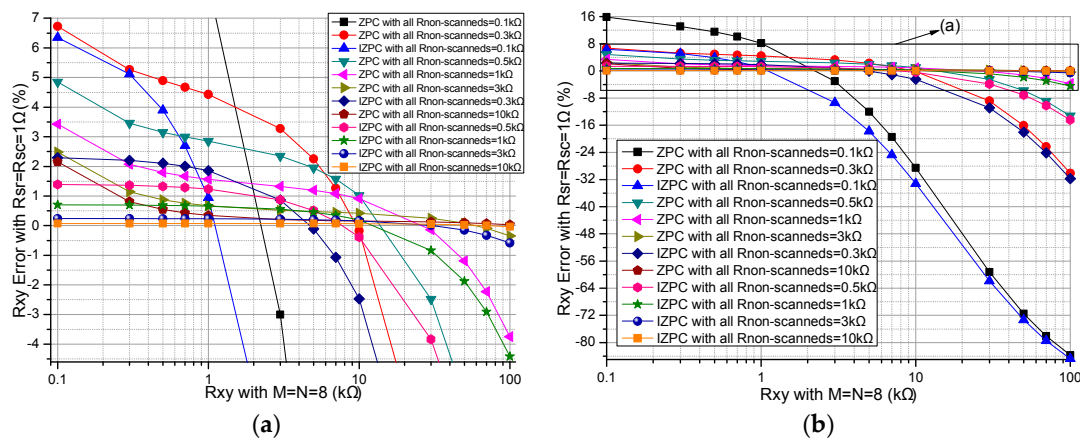 Rxy Error with Rsr=Rsc=1Ω (%)
7
6
5
4
3
2
1
0
-1
-2
-3
-4
ZPC with all Rnon-scanneds=0.1kΩ
ZPC with all Rnon-scanneds=0.3kΩ
IZPC with all Rnon-scanneds=0.1kΩ
ZPC with all Rnon-scanneds=0.5kΩ
ZPC with all Rnon-scanneds=1kΩ
ZPC with all Rnon-scanneds=3kΩ
IZPC with all Rnon-scanneds=0.3kΩ
ZPC with all Rnon-scanneds=10kΩ
IZPC with all Rnon-scanneds=0.5kΩ
IZPC with all Rnon-scanneds=1kΩ
IZPC with all Rnon-scanneds=3kΩ
IZPC with all Rnon-scanneds=10kΩ
0.1 1 10 100
Rxy with M=N=8 (kΩ)
(a)
Rxy Error with Rsr=Rsc=1Ω (%)
16
8
0
-8
-16
-24
-32
-40
-48
-56
-64
-72
-80
(a)
ZPC with all Rnon-scanneds=0.1kΩ
ZPC with all Rnon-scanneds=0.3kΩ
IZPC with all Rnon-scanneds=0.1kΩ
ZPC with all Rnon-scanneds=0.5kΩ
ZPC with all Rnon-scanneds=1kΩ
ZPC with all Rnon-scanneds=3kΩ
IZPC with all Rnon-scanneds=0.3kΩ
ZPC with all Rnon-scanneds=10kΩ
IZPC with all Rnon-scanneds=0.5kΩ
IZPC with all Rnon-scanneds=1kΩ
IZPC with all Rnon-scanneds=3kΩ
IZPC with all Rnon-scanneds=10kΩ
0.1 1 10 100
Rxy with M=N=8 (kΩ)
(b)